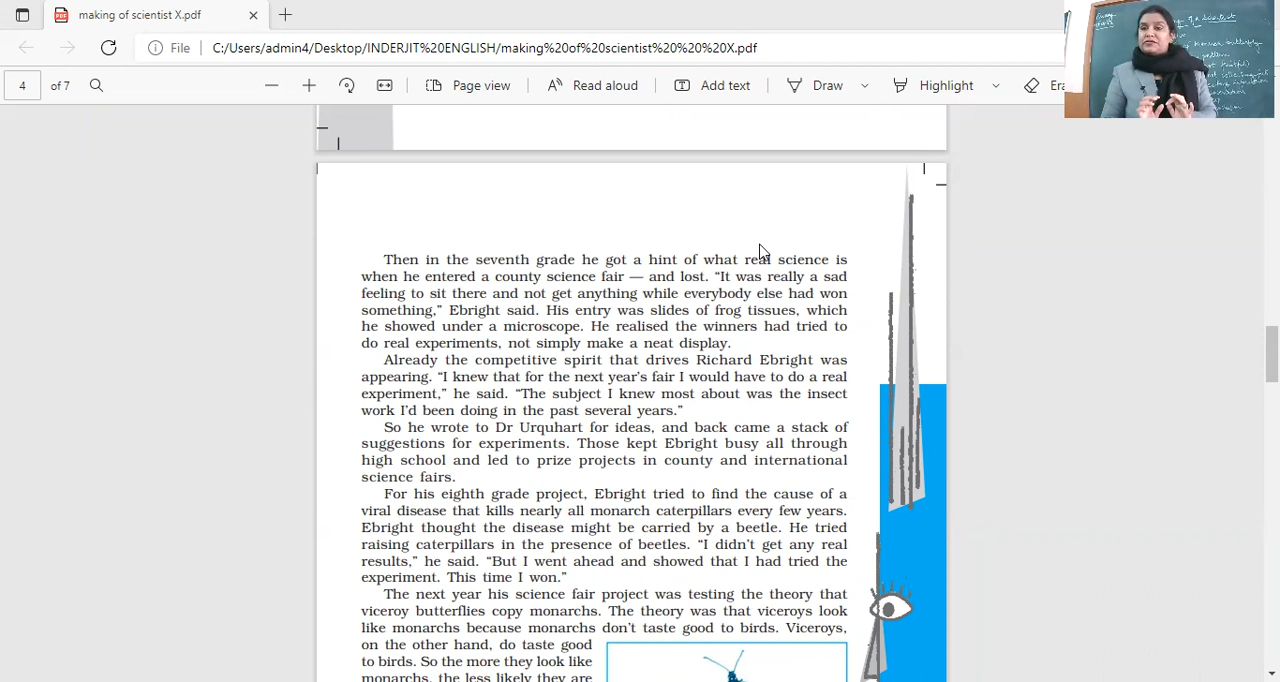 making of scientist X.pdf
File
C:/Users/admin4/Desktop/INDERJIT%20ENGLISH/making%20of%20scientist%20%20%20X.pdf
4 of 7
Page view
Read aloud
Add text
Draw
Highlight
Era
Then in the seventh grade he got a hint of what real science is
when he entered a county science fair — and lost. “It was really a sad
feeling to sit there and not get anything while everybody else had won
something,” Ebright said. His entry was slides of frog tissues, which
he showed under a microscope. He realised the winners had tried to
do real experiments, not simply make a neat display.
Already the competitive spirit that drives Richard Ebright was
appearing. “I knew that for the next year’s fair I would have to do a real
experiment,” he said. “The subject I knew most about was the insect
work I’d been doing in the past several years.”
So he wrote to Dr Urquhart for ideas, and back came a stack of
suggestions for experiments. Those kept Ebright busy all through
high school and led to prize projects in county and international
science fairs.
For his eighth grade project, Ebright tried to find the cause of a
viral disease that kills nearly all monarch caterpillars every few years.
Ebright thought the disease might be carried by a beetle. He tried
raising caterpillars in the presence of beetles. “I didn’t get any real
results,” he said. “But I went ahead and showed that I had tried the
experiment. This time I won.”
The next year his science fair project was testing the theory that
viceroy butterflies copy monarchs. The theory was that viceroys look
like monarchs because monarchs don’t taste good to birds. Viceroys,
on the other hand, do taste good
to birds. So the more they look like
monarchs, the less likely they are